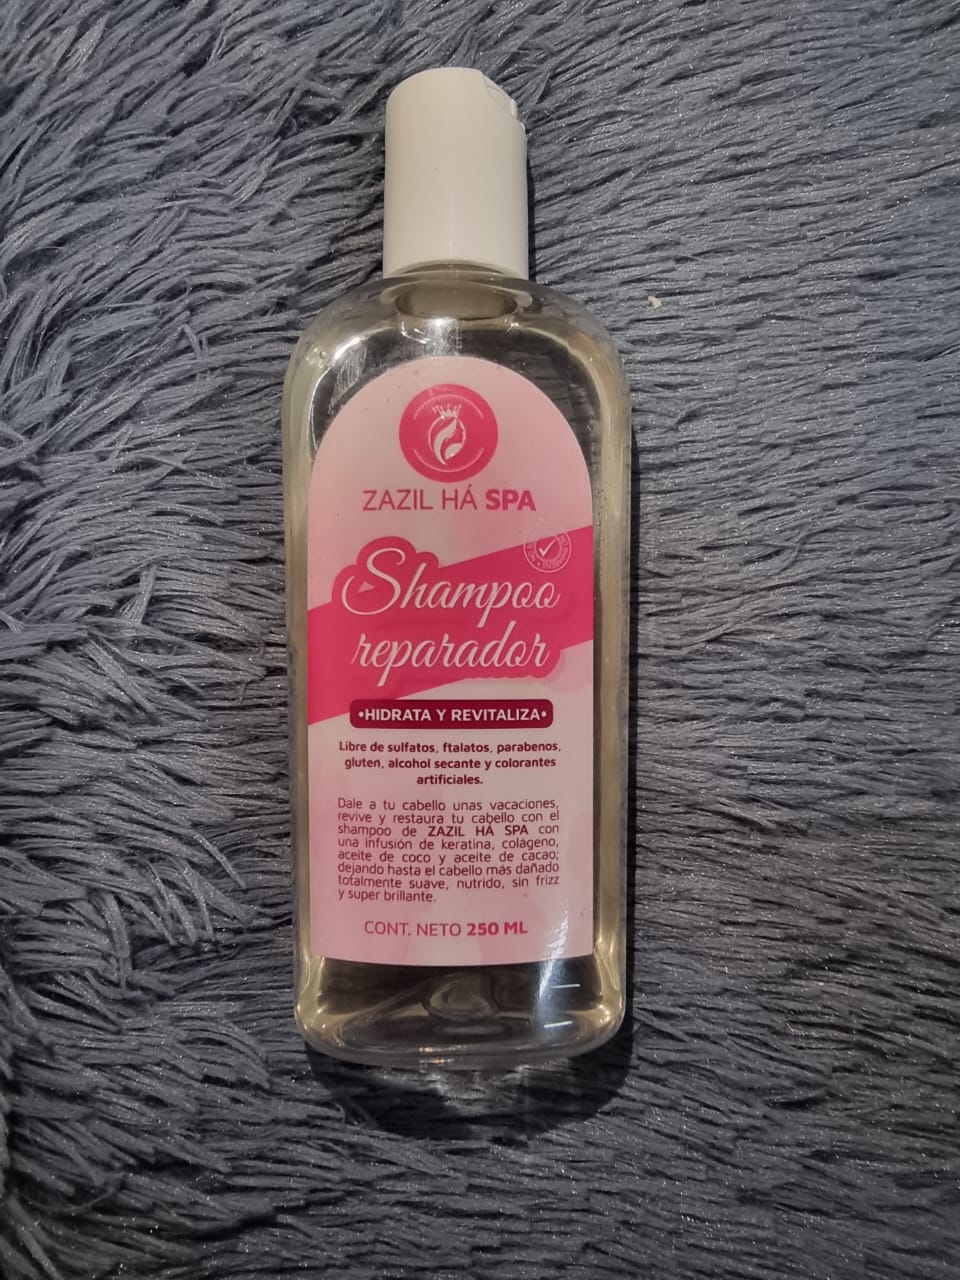 ZAZIL HÁ SPA
Shampoo
reparador
•HIDRATA Y REVITALIZA•
Libre de sulfatos, ftalatos, parabenos,
gluten, alcohol secante y colorantes
artificiales.
Dale a tu cabello unas vacaciones,
revive y restaura tu cabello con el
shampoo de ZAZIL HÁ SPA con
una infusión de keratina, colágeno,
aceite de coco y aceite de cacao;
dejando hasta el cabello más dañado
totalmente suave, nutrido, sin frizz
y super brillante.
CONT. NETO 250 ML